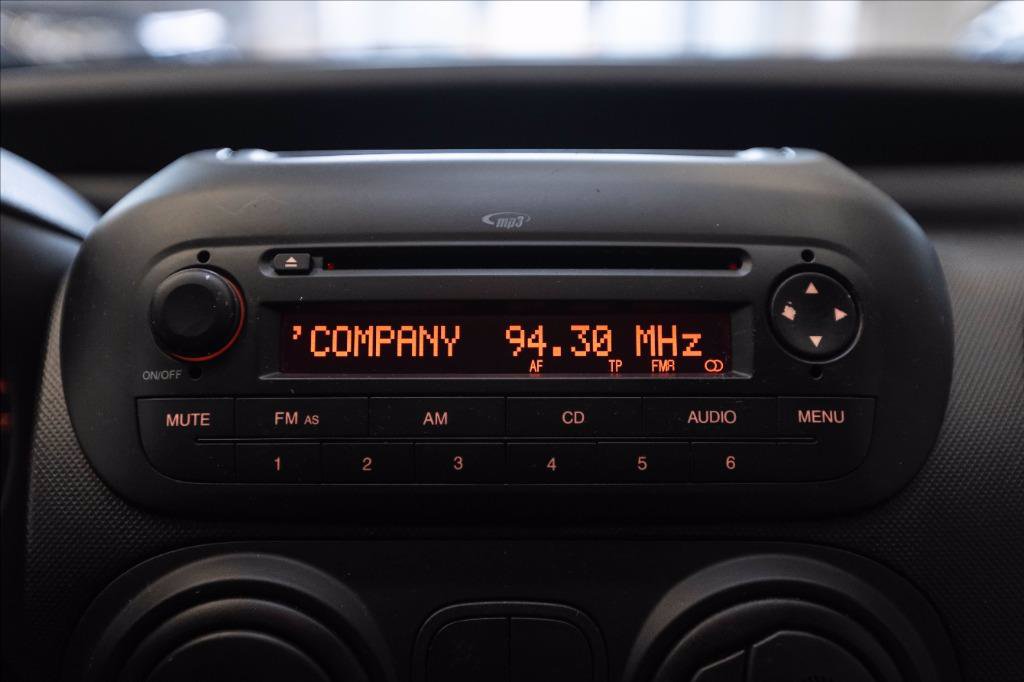 mp3
'COMPANY 94.30 MHz
AF TP FMR
ON/OFF
MUTE FM AS AM CD AUDIO MENU
1 2 3 4 5 6